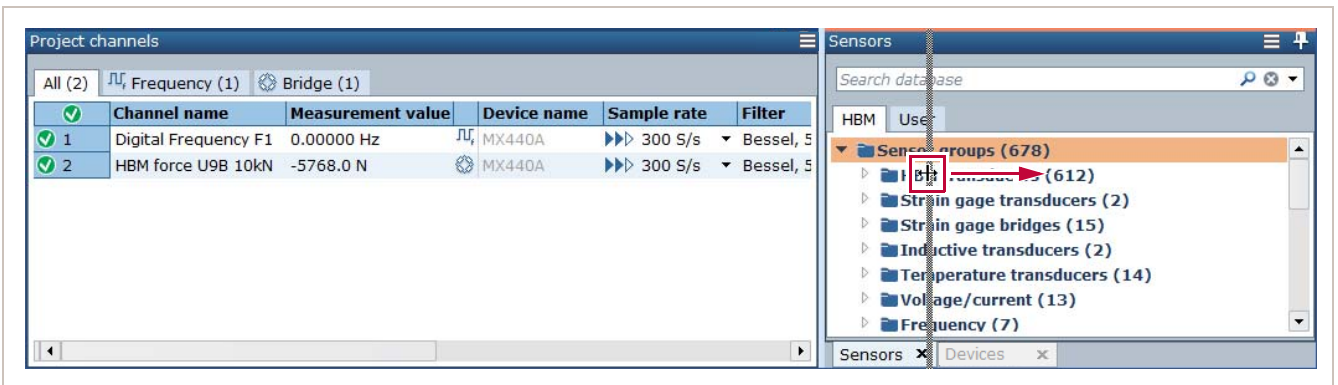 Project channels
All (2) Frequency (1) Bridge (1)
Channel name Measurement value Device name Sample rate Filter
1 Digital Frequency F1 0.00000 Hz MX440A 300 S/s Bessel, 5
2 HBM force U9B 10kN -5768.0 N MX440A 300 S/s Bessel, 5
Sensors
Search database
HBM User
Sensor groups (678)
(612)
Strain gage transducers (2)
Strain gage bridges (15)
Inductive transducers (2)
Temperature transducers (14)
Voltage/current (13)
Frequency (7)
Sensors Devices